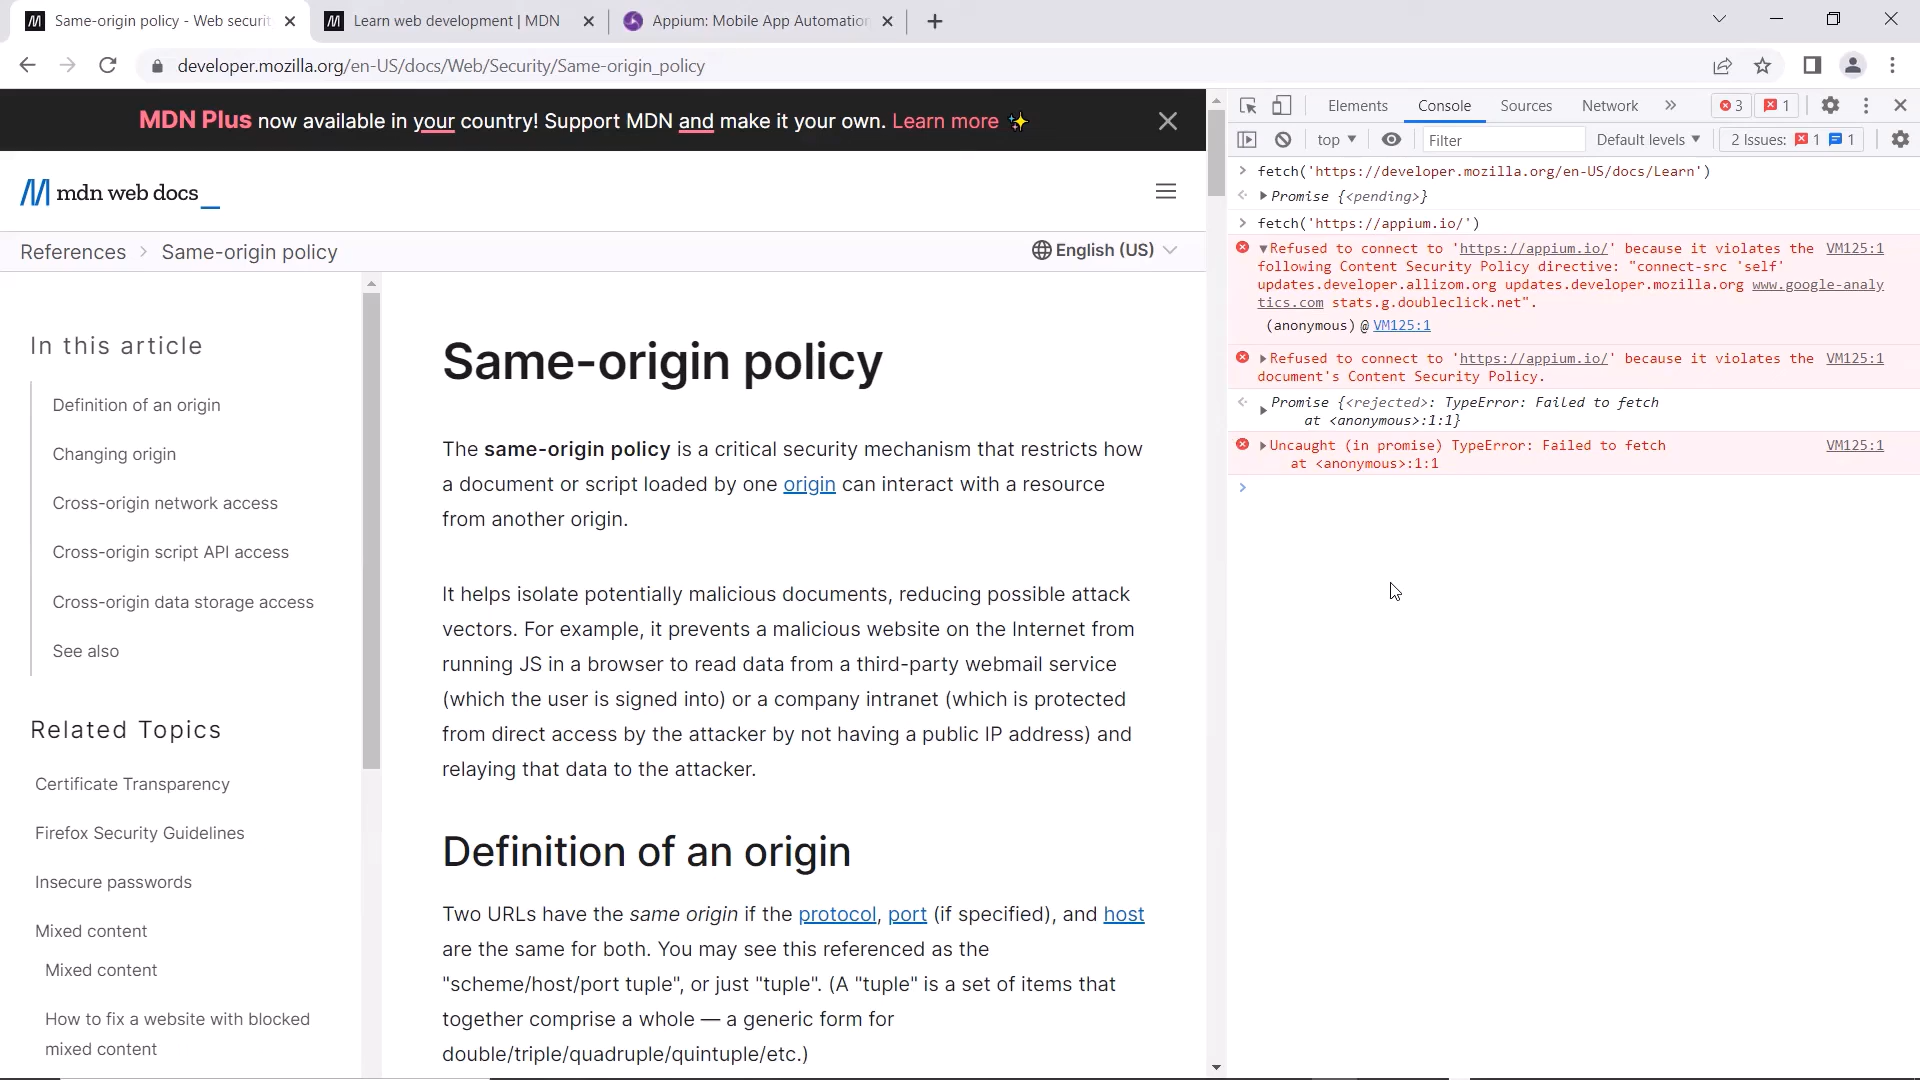 Same-origin policy - Web securit
Learn web development | MDN
Appium: Mobile App Automation
developer.mozilla.org/en-US/docs/Web/Security/Same-origin_policy
MDN Plus now available in your country! Support MDN and make it your own. Learn more ✨
mdn web docs_
References > Same-origin policy
English (US)
In this article
Definition of an origin
Changing origin
Cross-origin network access
Cross-origin script API access
Cross-origin data storage access
See also
Related Topics
Certificate Transparency
Firefox Security Guidelines
Insecure passwords
Mixed content
Mixed content
How to fix a website with blocked
mixed content
Same-origin policy
The same-origin policy is a critical security mechanism that restricts how
a document or script loaded by one origin can interact with a resource
from another origin.
It helps isolate potentially malicious documents, reducing possible attack
vectors. For example, it prevents a malicious website on the Internet from
running JS in a browser to read data from a third-party webmail service
(which the user is signed into) or a company intranet (which is protected
from direct access by the attacker by not having a public IP address) and
relaying that data to the attacker.
Definition of an origin
Two URLs have the same origin if the protocol, port (if specified), and host
are the same for both. You may see this referenced as the
"scheme/host/port tuple", or just "tuple". (A "tuple" is a set of items that
together comprise a whole — a generic form for
double/triple/quadruple/quintuple/etc.)
Elements Console Sources Network » 3 1
top Filter Default levels 2 Issues: 1 1
> fetch('https://developer.mozilla.org/en-US/docs/Learn')
Promise {<pending>}
> fetch('https://appium.io/')
Refused to connect to 'https://appium.io/' because it violates the VM125:1
following Content Security Policy directive: "connect-src 'self'
updates.developer.allizom.org updates.developer.mozilla.org www.google-analy
tics.com stats.g.doubleclick.net".
(anonymous) @ VM125:1
Refused to connect to 'https://appium.io/' because it violates the VM125:1
document's Content Security Policy.
Promise {<rejected>: TypeError: Failed to fetch
at <anonymous>:1:1}
Uncaught (in promise) TypeError: Failed to fetch VM125:1
at <anonymous>:1:1
>